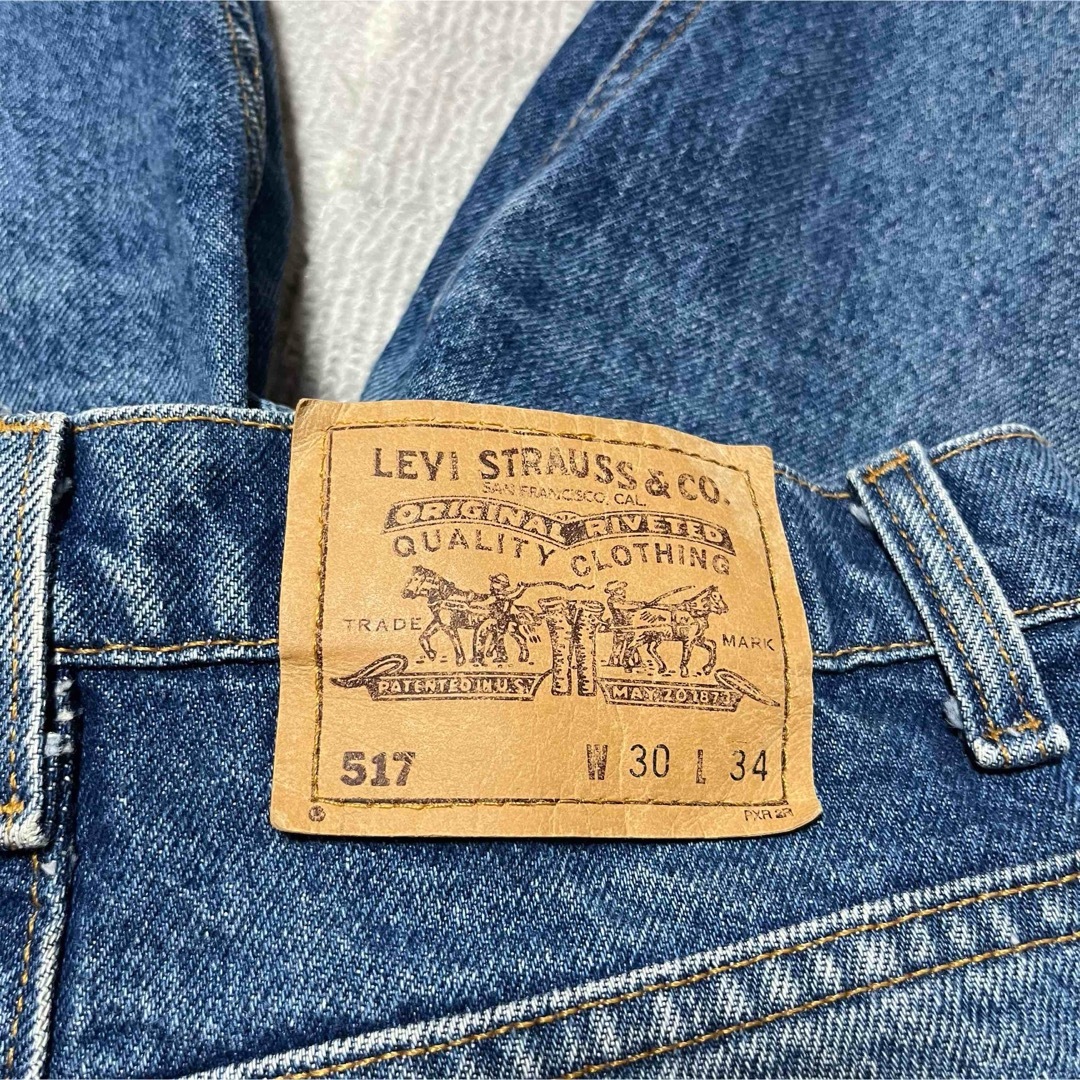 LEVI STRAUSS & CO.
SAN FRANCISCO, CAL.
ORIGINAL RIVETED
QUALITY CLOTHING
TRADE MARK
PATENTED IN U.S. MAY 20 1873
517 W 30 L 34
® PXR 2R